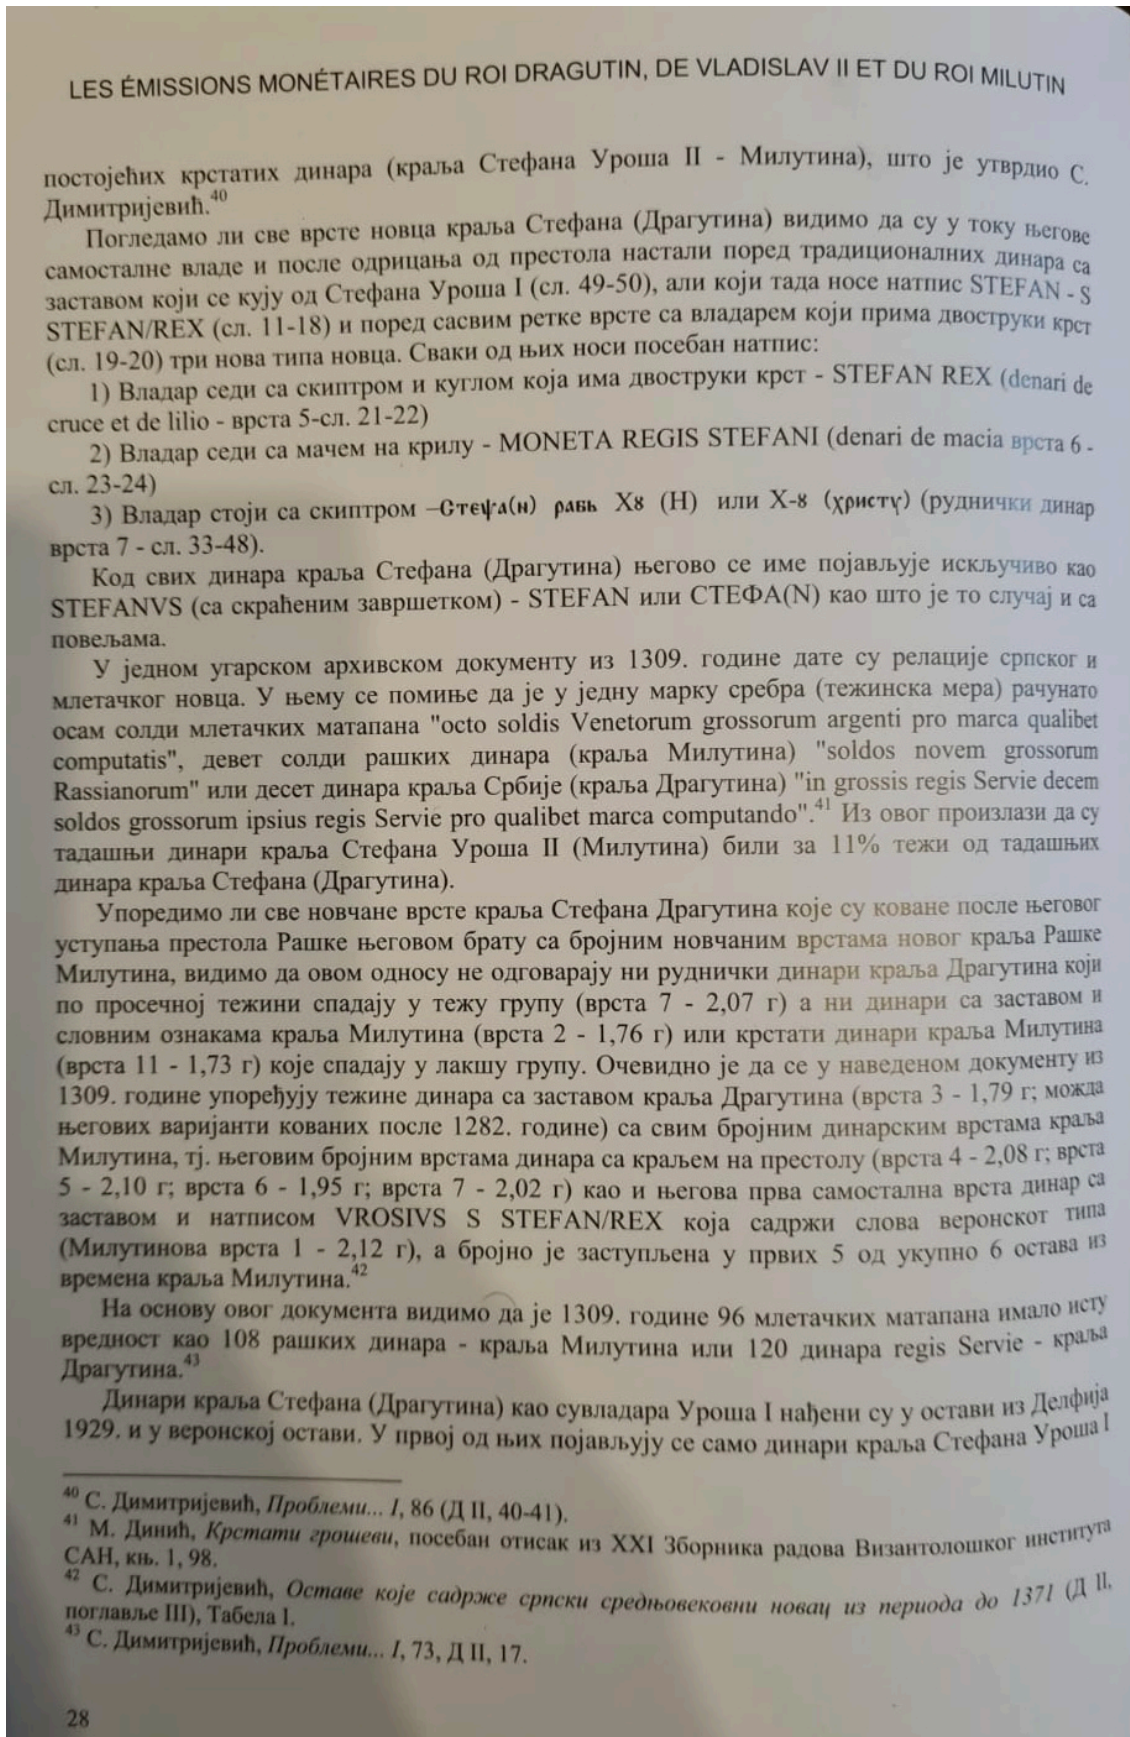 LES ÉMISSIONS MONÉTAIRES DU ROI DRAGUTIN, DE VLADISLAV II ET DU ROI MILUTIN
постојећих крстатих динара (краља Стефана Уроша II - Милутина), што је утврдио С.
Димитријевић.40
Погледамо ли све врсте новца краља Стефана (Драгутина) видимо да су у току његове
самосталне владе и после одрицања од престола настали поред традиционалних динара са
заставом који се кују од Стефана Уроша I (сл. 49-50), али који тада носе натпис STEFAN - S
STEFAN/REX (сл. 11-18) и поред сасвим ретке врсте са владарем који прима двоструки крст
(сл. 19-20) три нова типа новца. Сваки од њих носи посебан натпис:
1) Владар седи са скиптром и куглом која има двоструки крст - STEFAN REX (denari de
cruce et de lilio - врста 5-сл. 21-22)
2) Владар седи са мачем на крилу - MONETA REGIS STEFANI (denari de macia врста 6 -
сл. 23-24)
3) Владар стоји са скиптром –Стеѱа(н) рабь Х8 (Н) или Х-8 (христѵ) (руднички динар
врста 7 - сл. 33-48).
Код свих динара краља Стефана (Драгутина) његово се име појављује искључиво као
STEFANVS (са скраћеним завршетком) - STEFAN или СТЕФА(N) као што је то случај и са
повељама.
У једном угарском архивском документу из 1309. године дате су релације српског и
млетачког новца. У њему се помиње да је у једну марку сребра (тежинска мера) рачунато
осам солди млетачких матапана "octo soldis Venetorum grossorum argenti pro marca qualibet
computatis", девет солди рашких динара (краља Милутина) "soldos novem grossorum
Rassianorum" или десет динара краља Србије (краља Драгутина) "in grossis regis Servie decem
soldos grossorum ipsius regis Servie pro qualibet marca computando".41 Из овог произлази да су
тадашњи динари краља Стефана Уроша II (Милутина) били за 11% тежи од тадашњих
динара краља Стефана (Драгутина).
Упоредимо ли све новчане врсте краља Стефана Драгутина које су коване после његовог
уступања престола Рашке његовом брату са бројним новчаним врстама новог краља Рашке
Милутина, видимо да овом односу не одговарају ни руднички динари краља Драгутина који
по просечној тежини спадају у тежу групу (врста 7 - 2,07 г) а ни динари са заставом и
словним ознакама краља Милутина (врста 2 - 1,76 г) или крстати динари краља Милутина
(врста 11 - 1,73 г) које спадају у лакшу групу. Очевидно је да се у наведеном документу из
1309. године упоређују тежине динара са заставом краља Драгутина (врста 3 - 1,79 г; можда
његових варијанти кованих после 1282. године) са свим бројним динарским врстама краља
Милутина, тј. његовим бројним врстама динара са краљем на престолу (врста 4 - 2,08 г; врста
5 - 2,10 г; врста 6 - 1,95 г; врста 7 - 2,02 г) као и његова прва самостална врста динар са
заставом и натписом VROSIVS S STEFAN/REX која садржи слова веронског типа
(Милутинова врста 1 - 2,12 г), а бројно је заступљена у првих 5 од укупно 6 остава из
времена краља Милутина.42
На основу овог документа видимо да је 1309. године 96 млетачких матапана имало исту
вредност као 108 рашких динара - краља Милутина или 120 динара regis Servie - краља
Драгутина.43
Динари краља Стефана (Драгутина) као сувладара Уроша I нађени су у остави из Делфија
1929. и у веронској остави. У првој од њих појављују се само динари краља Стефана Уроша I
40 С. Димитријевић, Проблеми... I, 86 (Д II, 40-41).
41 М. Динић, Крстати грошеви, посебан отисак из XXI Зборника радова Византолошког института
САН, књ. 1, 98.
42 С. Димитријевић, Оставе које садрже српски средњовековни новац из периода до 1371 (Д II,
поглавље III), Табела I.
43 С. Димитријевић, Проблеми... I, 73, Д II, 17.
28